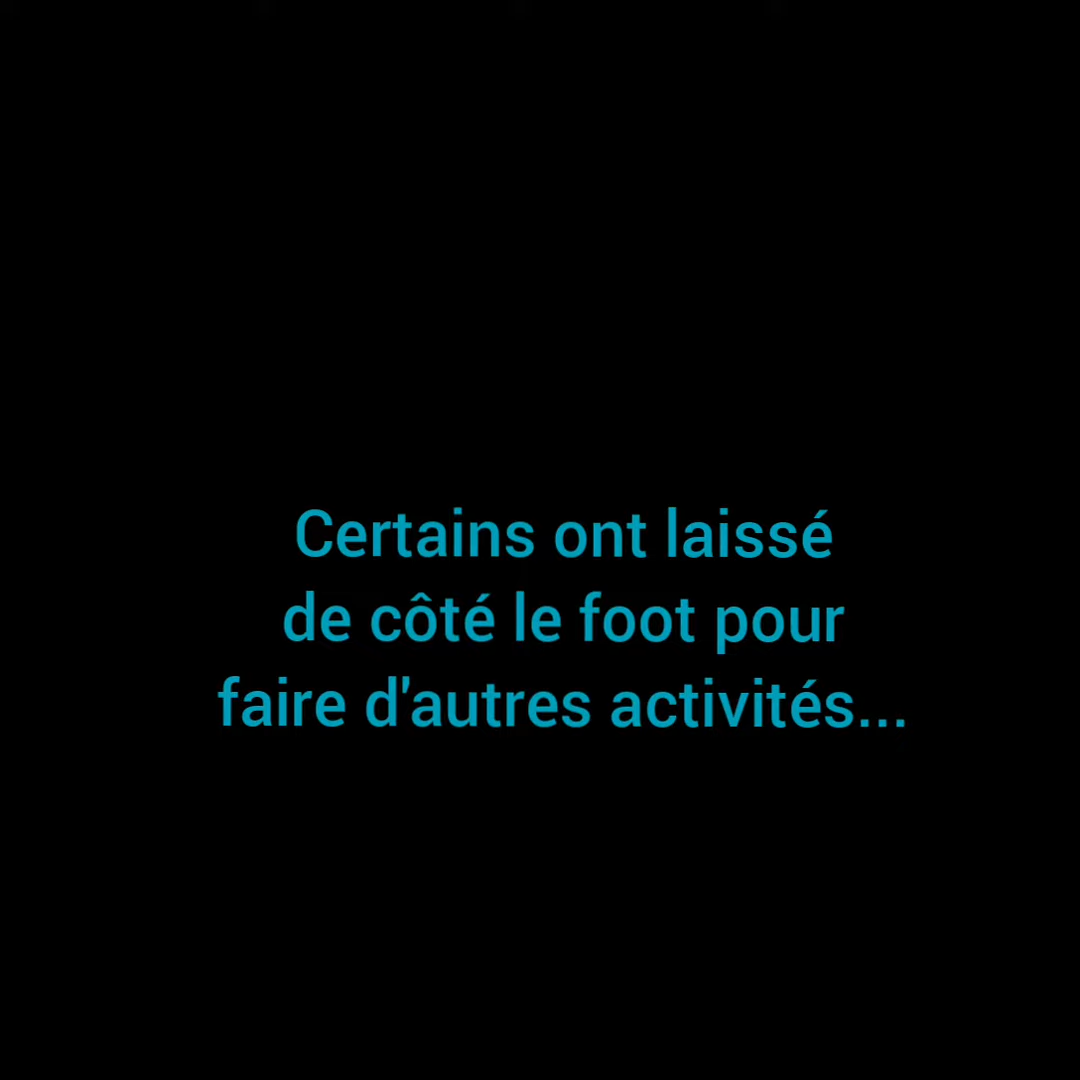 Certains ont laissé
de côté le foot pour
faire d'autres activités...